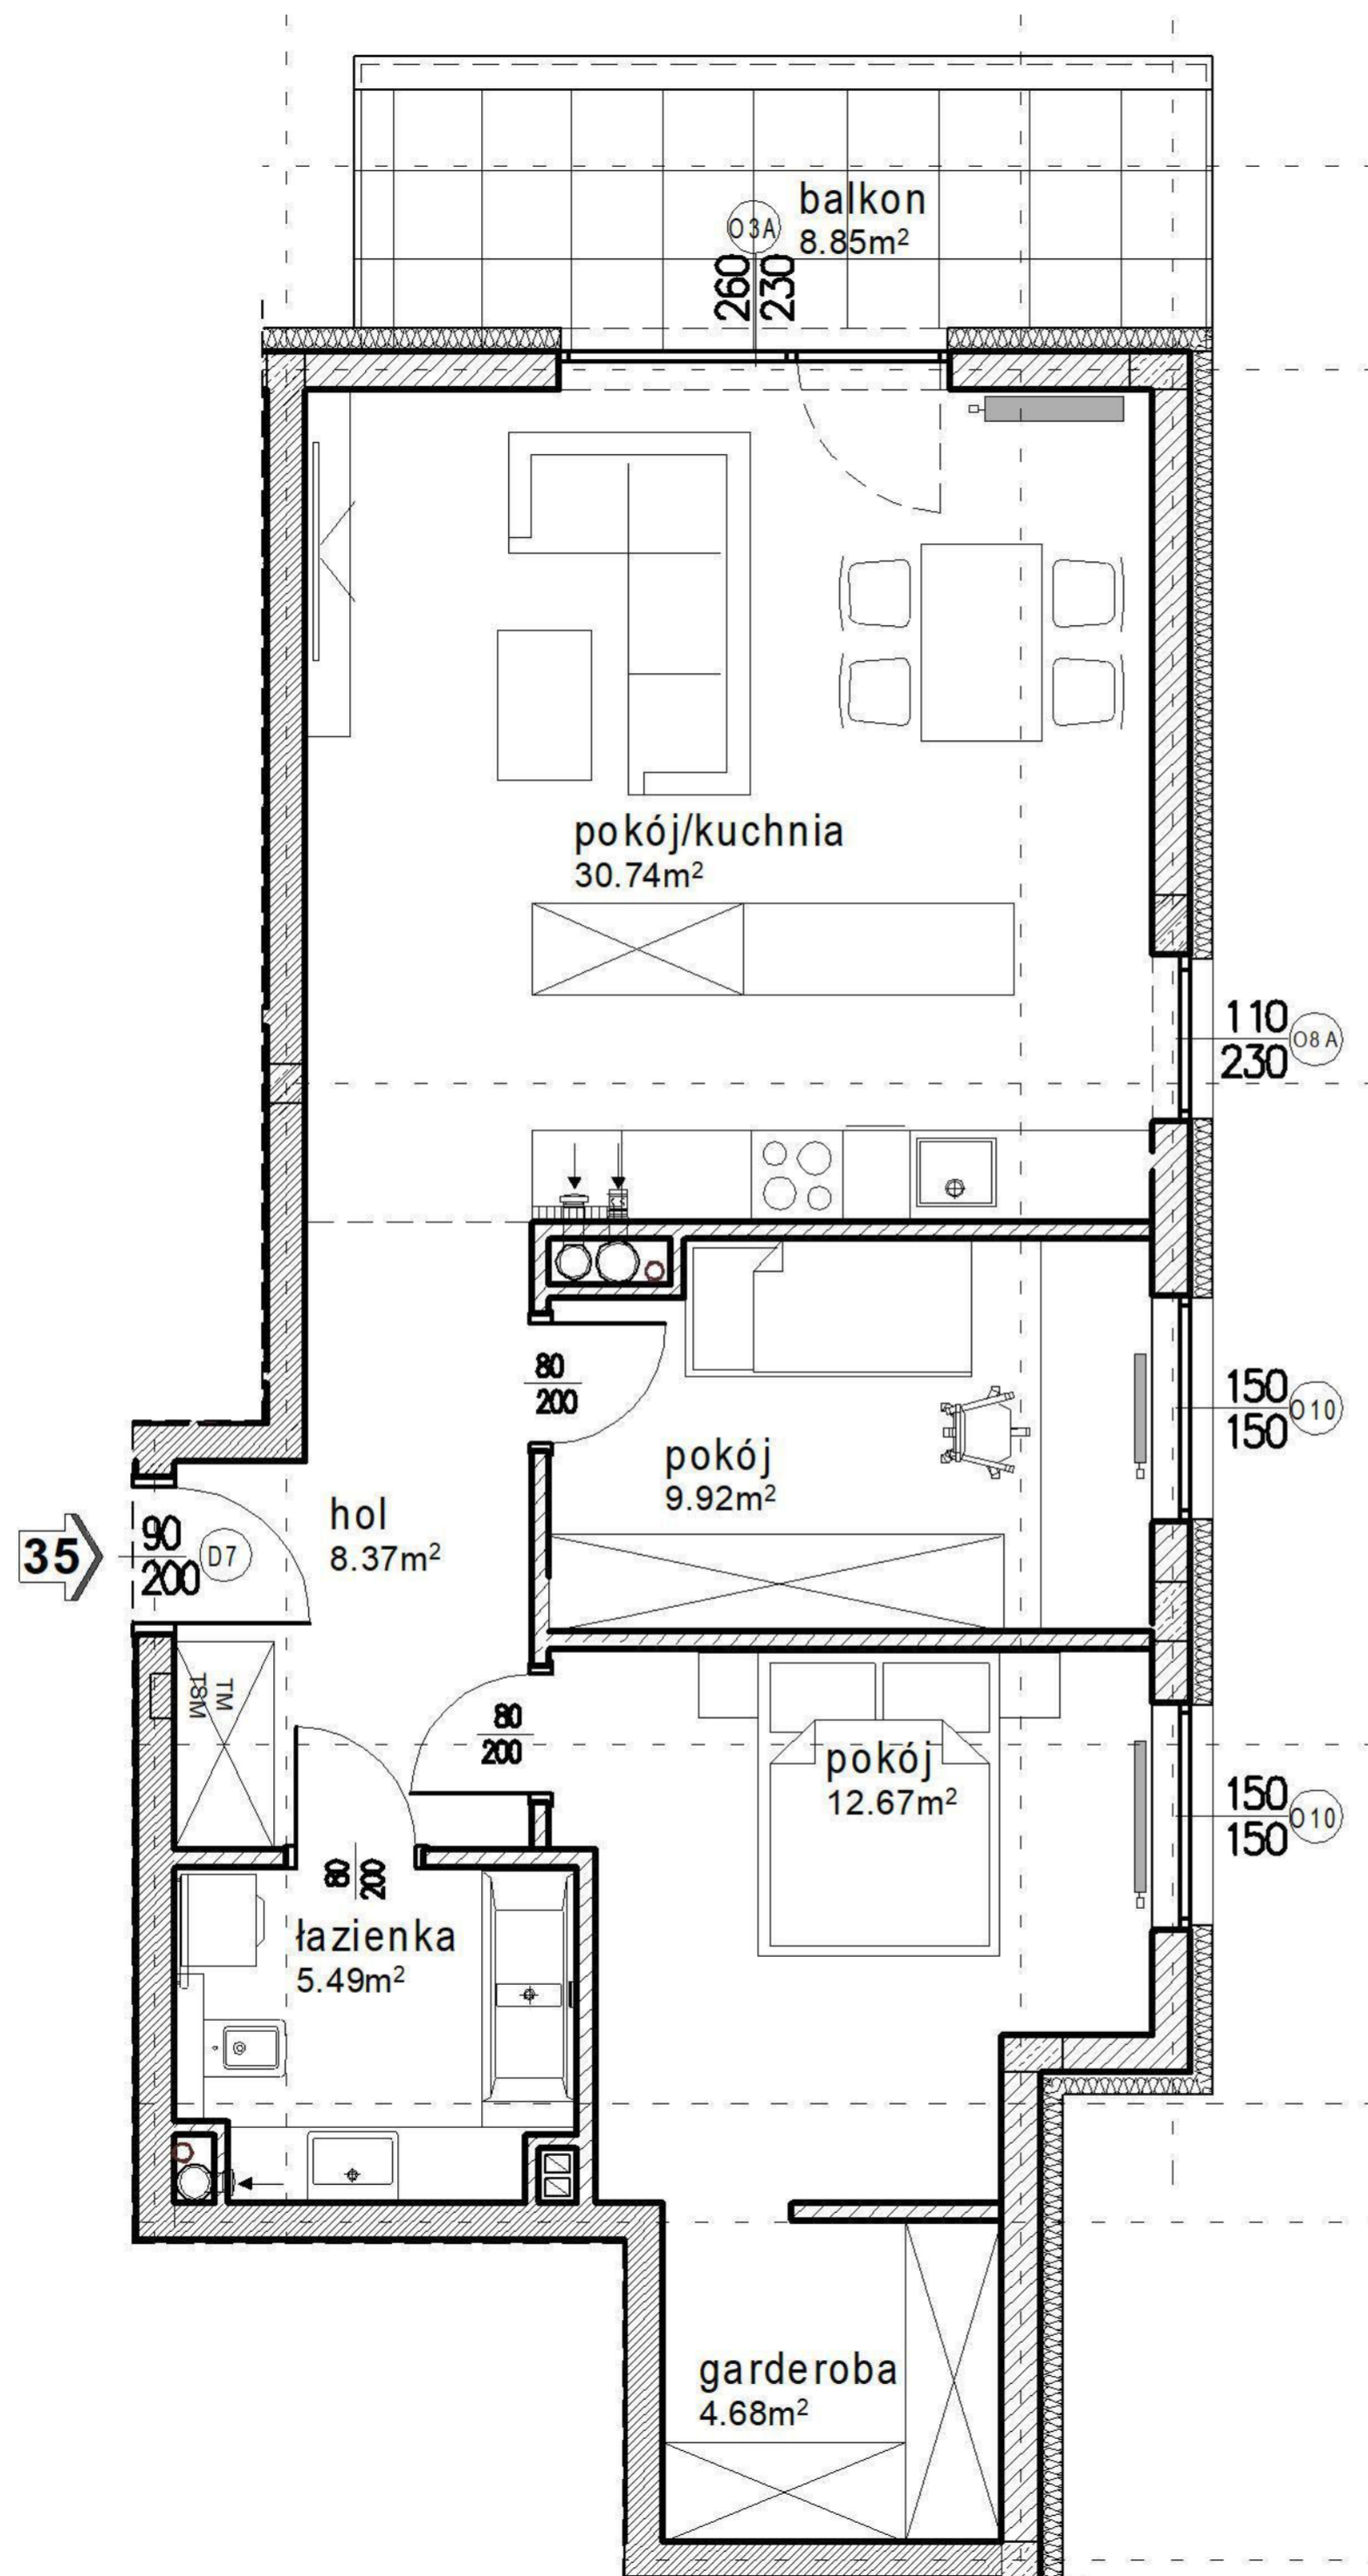 balkon
8.85m²
O3A
260
230
pokój/kuchnia
30.74m²
110
230
O8A
80
200
150
150
O10
pokój
9.92m²
hol
8.37m²
35
90
200
D7
TM
TSM
80
200
pokój
12.67m²
150
150
O10
80
200
łazienka
5.49m²
garderoba
4.68m²